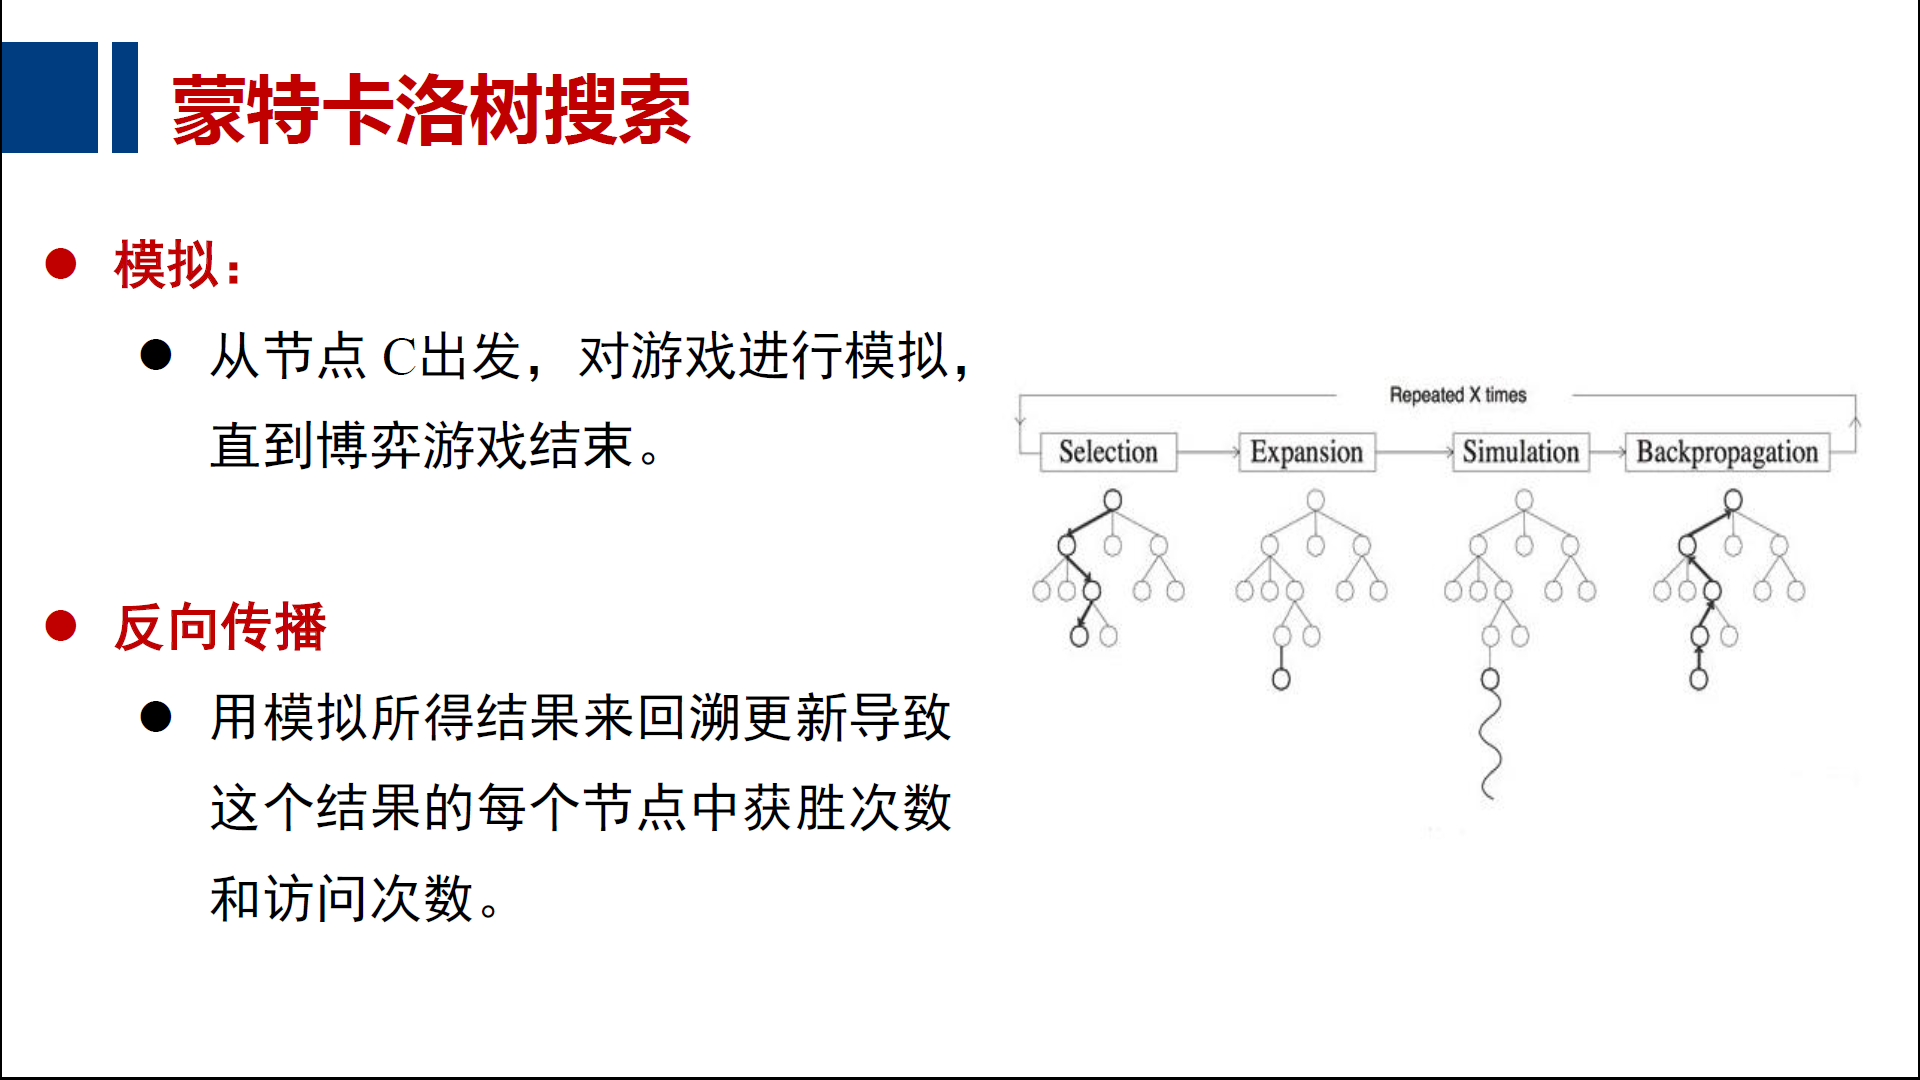 蒙特卡洛树搜索
模拟：
从节点 C出发，对游戏进行模拟，
直到博弈游戏结束。
反向传播
用模拟所得结果来回溯更新导致
这个结果的每个节点中获胜次数
和访问次数。
Repeated X times
Selection
Expansion
Simulation
Backpropagation